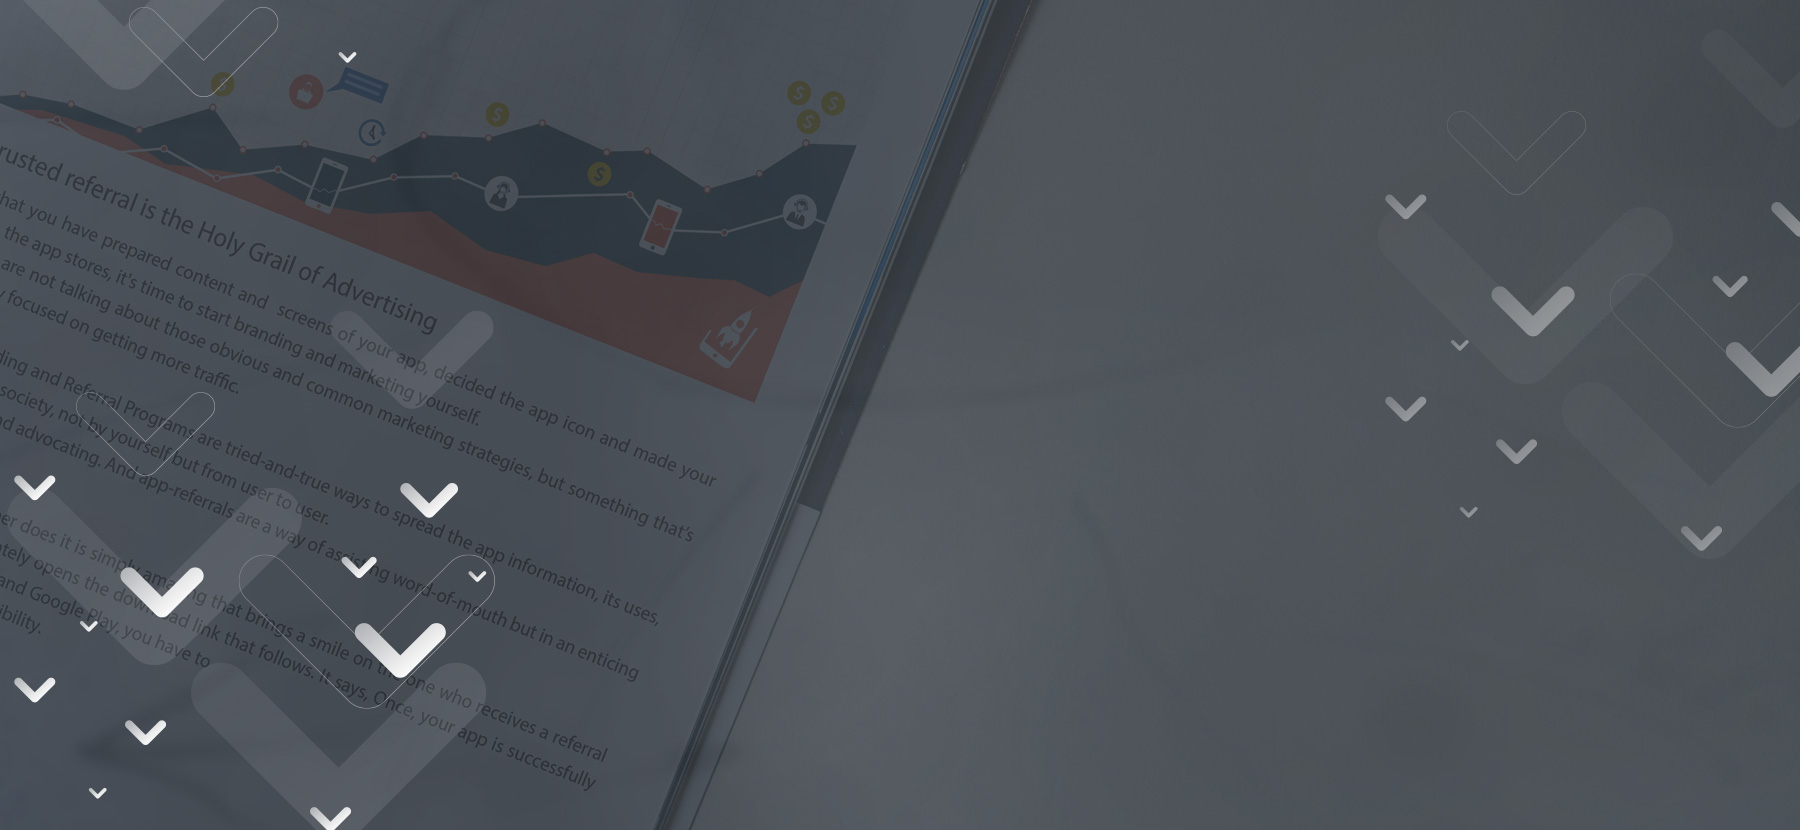 rusted referral is the Holy Grail of Advertising
hat you have prepared content and screens of your app, decided the app icon and made your
the app stores, it's time to start branding and marketing yourself.
are not talking about those obvious and common marketing strategies, but something that's
y focused on getting more traffic.
ding and Referral Programs are tried-and-true ways to spread the app information, its uses,
society, not by yourself but from user to user.
nd advocating. And app-referrals are a way of assisting word-of-mouth but in an enticing
er does it is simply amazing that brings a smile on the one who receives a referral
ately opens the download link that follows. It says, Once, your app is successfully
and Google Play, you have to
ibility.